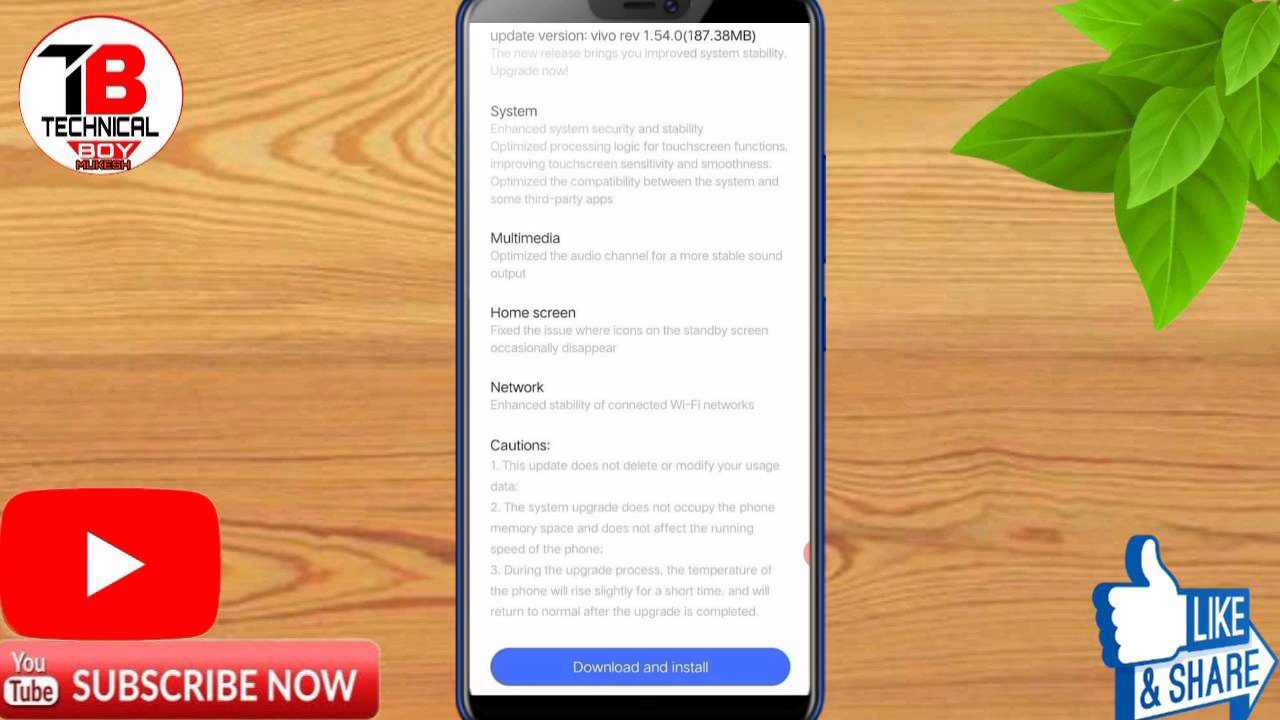 TB
TECHNICAL
BOY
MUKESH
update version: vivo rev 1.54.0(187.38MB)
The new release brings you improved system stability.
Upgrade now!
System
Enhanced system security and stability
Optimized processing logic for touchscreen functions,
improving touchscreen sensitivity and smoothness.
Optimized the compatibility between the system and
some third-party apps
Multimedia
Optimized the audio channel for a more stable sound
output
Home screen
Fixed the issue where icons on the standby screen
occasionally disappear
Network
Enhanced stability of connected Wi-Fi networks
Cautions:
1. This update does not delete or modify your usage
data;
2. The system upgrade does not occupy the phone
memory space and does not affect the running
speed of the phone;
3. During the upgrade process, the temperature of
the phone will rise slightly for a short time, and will
return to normal after the upgrade is completed.
Download and install
You
Tube
SUBSCRIBE NOW
LIKE
& SHARE